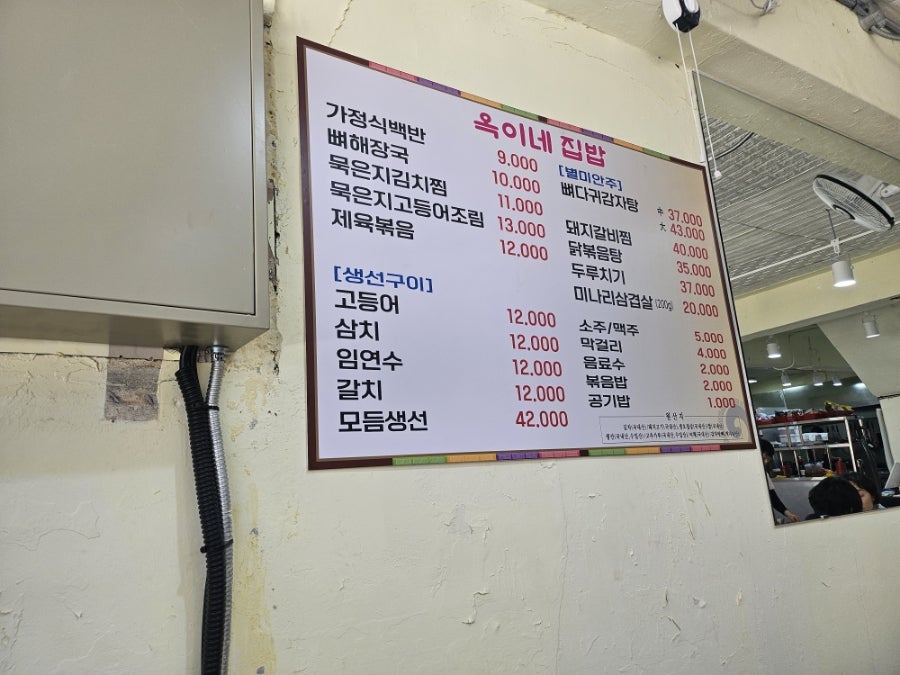 옥이네 집밥
가정식백반 9.000
뼈해장국 10.000
묵은지김치찜 11.000
묵은지고등어조림 13.000
제육볶음 12.000
[생선구이]
고등어 12.000
삼치 12.000
임연수 12.000
갈치 12.000
모듬생선 42.000
[별미안주]
뼈다귀감자탕 中 37.000
大 43.000
돼지갈비찜 40.000
닭볶음탕 35.000
두루치기 37.000
미나리삼겹살 (200g) 20.000
소주/맥주 5.000
막걸리 4.000
음료수 2.000
볶음밥 2.000
공기밥 1.000
원산지